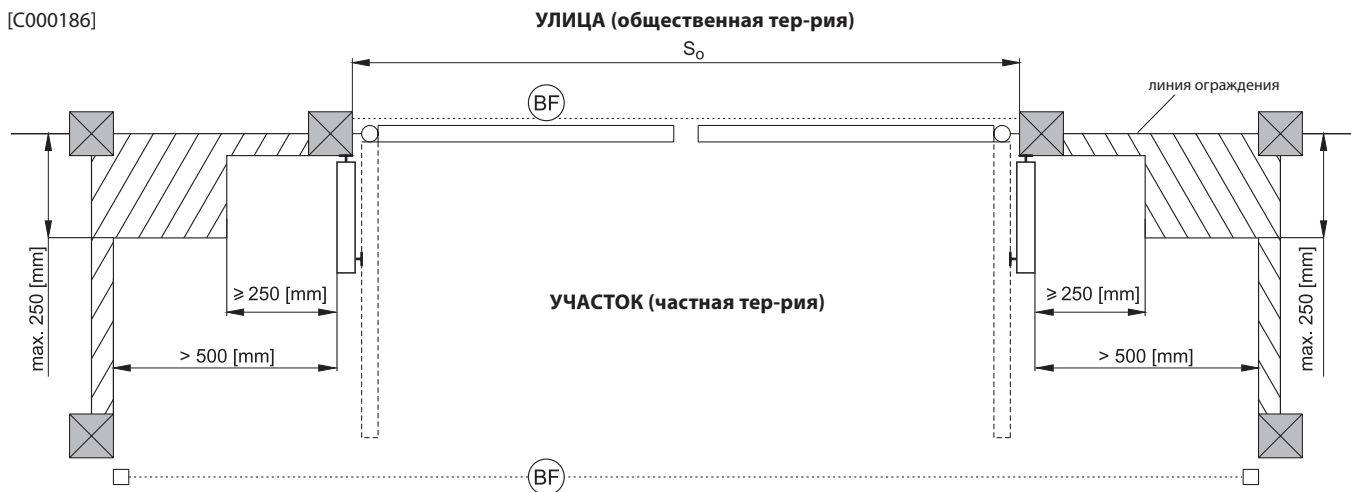 [C000186]
УЛИЦА (общественная тер-рия)
So
BF
линия ограждения
max. 250 [mm]
⩾ 250 [mm]
УЧАСТОК (частная тер-рия)
⩾ 250 [mm]
max. 250 [mm]
> 500 [mm]
> 500 [mm]
BF